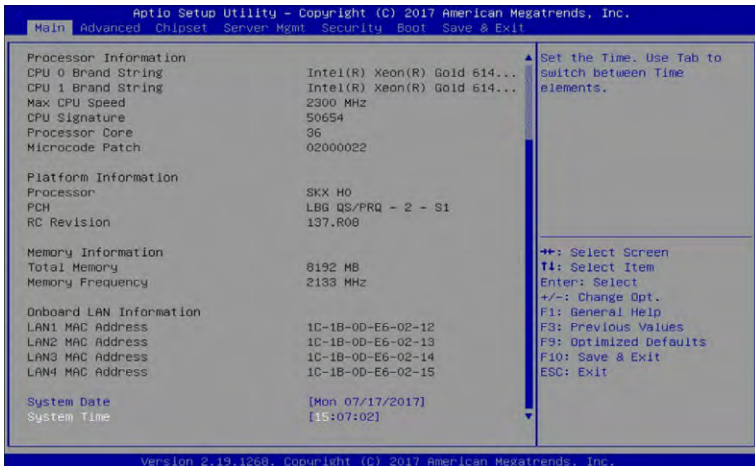 Aptio Setup Utility – Copyright (C) 2017 American Megatrends, Inc.
Main Advanced Chipset Server Mgmt Security Boot Save & Exit
Processor Information
CPU 0 Brand String Intel(R) Xeon(R) Gold 614...
CPU 1 Brand String Intel(R) Xeon(R) Gold 614...
Max CPU Speed 2300 MHz
CPU Signature 50654
Processor Core 36
Microcode Patch 02000022
Platform Information
Processor SKX H0
PCH LBG QS/PRQ - 2 - S1
RC Revision 137.R08
Memory Information
Total Memory 8192 MB
Memory Frequency 2133 MHz
Onboard LAN Information
LAN1 MAC Address 1C-1B-0D-E6-02-12
LAN2 MAC Address 1C-1B-0D-E6-02-13
LAN3 MAC Address 1C-1B-0D-E6-02-14
LAN4 MAC Address 1C-1B-0D-E6-02-15
System Date [Mon 07/17/2017]
System Time [15:07:02]
Set the Time. Use Tab to
switch between Time
elements.
→←: Select Screen
↑↓: Select Item
Enter: Select
+/-: Change Opt.
F1: General Help
F3: Previous Values
F9: Optimized Defaults
F10: Save & Exit
ESC: Exit
Version 2.19.1268. Copyright (C) 2017 American Megatrends, Inc.